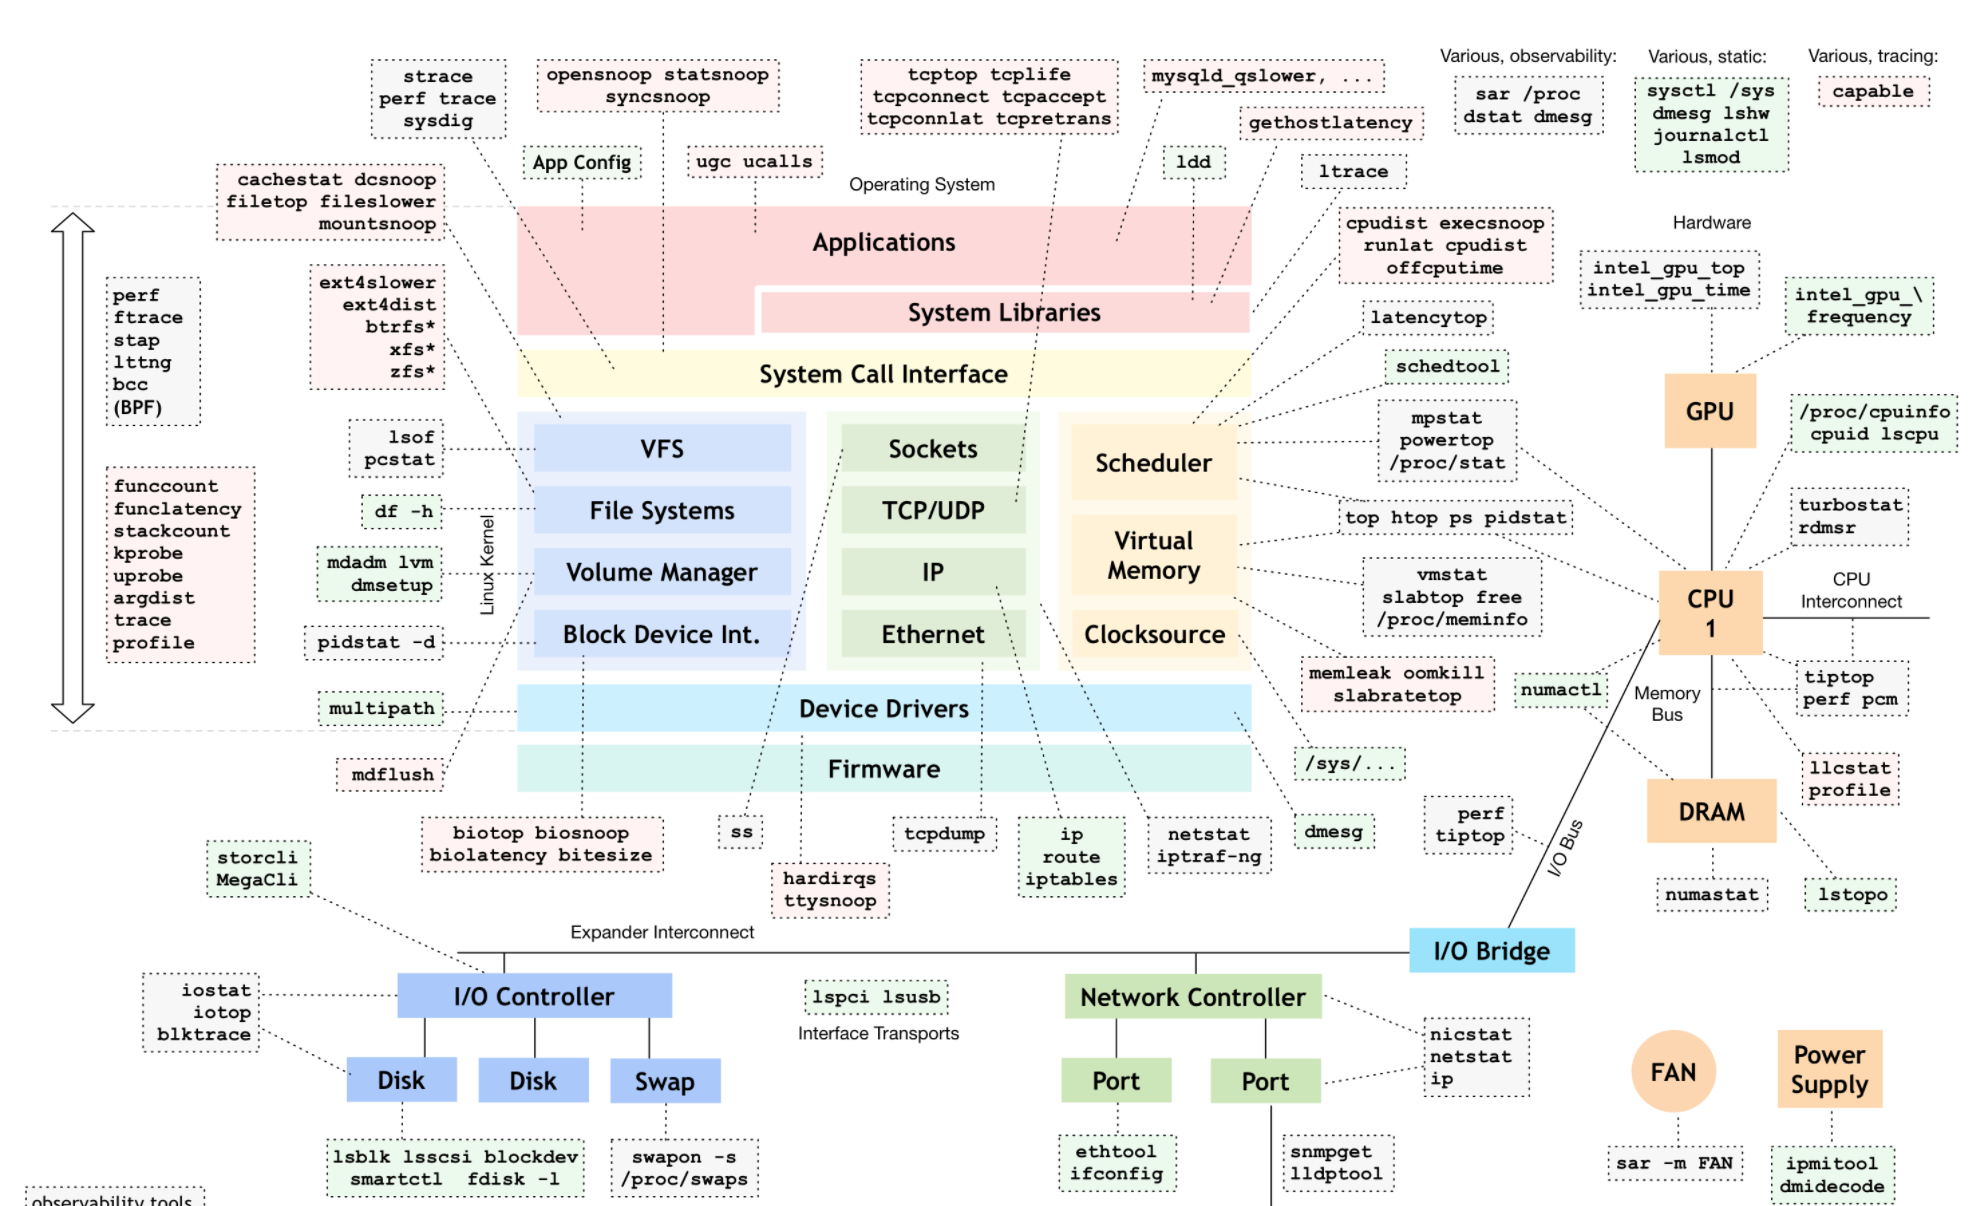 Various, observability:
sar /proc
dstat dmesg
Various, static:
sysctl /sys
dmesg lshw
journalctl
lsmod
Various, tracing:
capable
strace
perf trace
sysdig
opensnoop statsnoop
syncsnoop
tcptop tcplife
tcpconnect tcpaccept
tcpconnlat tcpretrans
mysqld_qslower, ...
gethostlatency
App Config
ugc ucalls
ldd
ltrace
Operating System
cachestat dcsnoop
filetop fileslower
mountsnoop
Applications
System Libraries
System Call Interface
cpudist execsnoop
runlat cpudist
offcputime
Hardware
intel_gpu_top
intel_gpu_time
intel_gpu_\
frequency
perf
ftrace
stap
lttng
bcc
(BPF)
ext4slower
ext4dist
btrfs*
xfs*
zfs*
latencytop
schedtool
GPU
/proc/cpuinfo
cpuid lscpu
lsof
pcstat
VFS
Sockets
Scheduler
mpstat
powertop
/proc/stat
funccount
funclatency
stackcount
kprobe
uprobe
argdist
trace
profile
df -h
File Systems
TCP/UDP
top htop ps pidstat
turbostat
rdmsr
Linux Kernel
mdadm lvm
dmsetup
Volume Manager
IP
Virtual
Memory
vmstat
slabtop free
/proc/meminfo
CPU
1
CPU
Interconnect
pidstat -d
Block Device Int.
Ethernet
Clocksource
memleak oomkill
slabratetop
numactl
Memory
Bus
tiptop
perf pcm
multipath
Device Drivers
mdflush
Firmware
/sys/...
llcstat
profile
biotop biosnoop
biolatency bitesize
ss
hardirqs
ttysnoop
tcpdump
ip
route
iptables
netstat
iptraf-ng
dmesg
perf
tiptop
I/O Bus
DRAM
numastat
lstopo
storcli
MegaCli
Expander Interconnect
I/O Bridge
iostat
iotop
blktrace
I/O Controller
lspci lsusb
Interface Transports
Network Controller
nicstat
netstat
ip
Disk
Disk
Swap
Port
Port
FAN
Power
Supply
lsblk lsscsi blockdev
smartctl fdisk -l
swapon -s
/proc/swaps
ethtool
ifconfig
snmpget
lldptool
sar -m FAN
ipmitool
dmidecode
observability tools